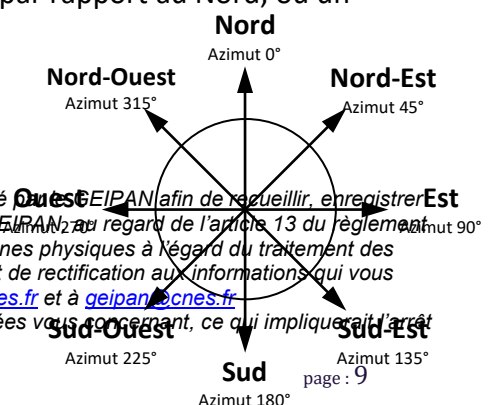 par rapport au Nord, ou un
Nord
Azimut 0°
Nord-Ouest
Azimut 315°
Nord-Est
Azimut 45°
Ouest
Azimut 270°
Est
Azimut 90°
é par le GEIPAN afin de recueillir, enregistrer
EIPAN, au regard de l'article 13 du règlement
nes physiques à l'égard du traitement des
t de rectification aux informations qui vous
es.fr et à geipan@cnes.fr
ées vous concernant, ce qui impliquerait l'arrêt
Sud-Ouest
Azimut 225°
Sud-Est
Azimut 135°
Sud
Azimut 180°
page : 9